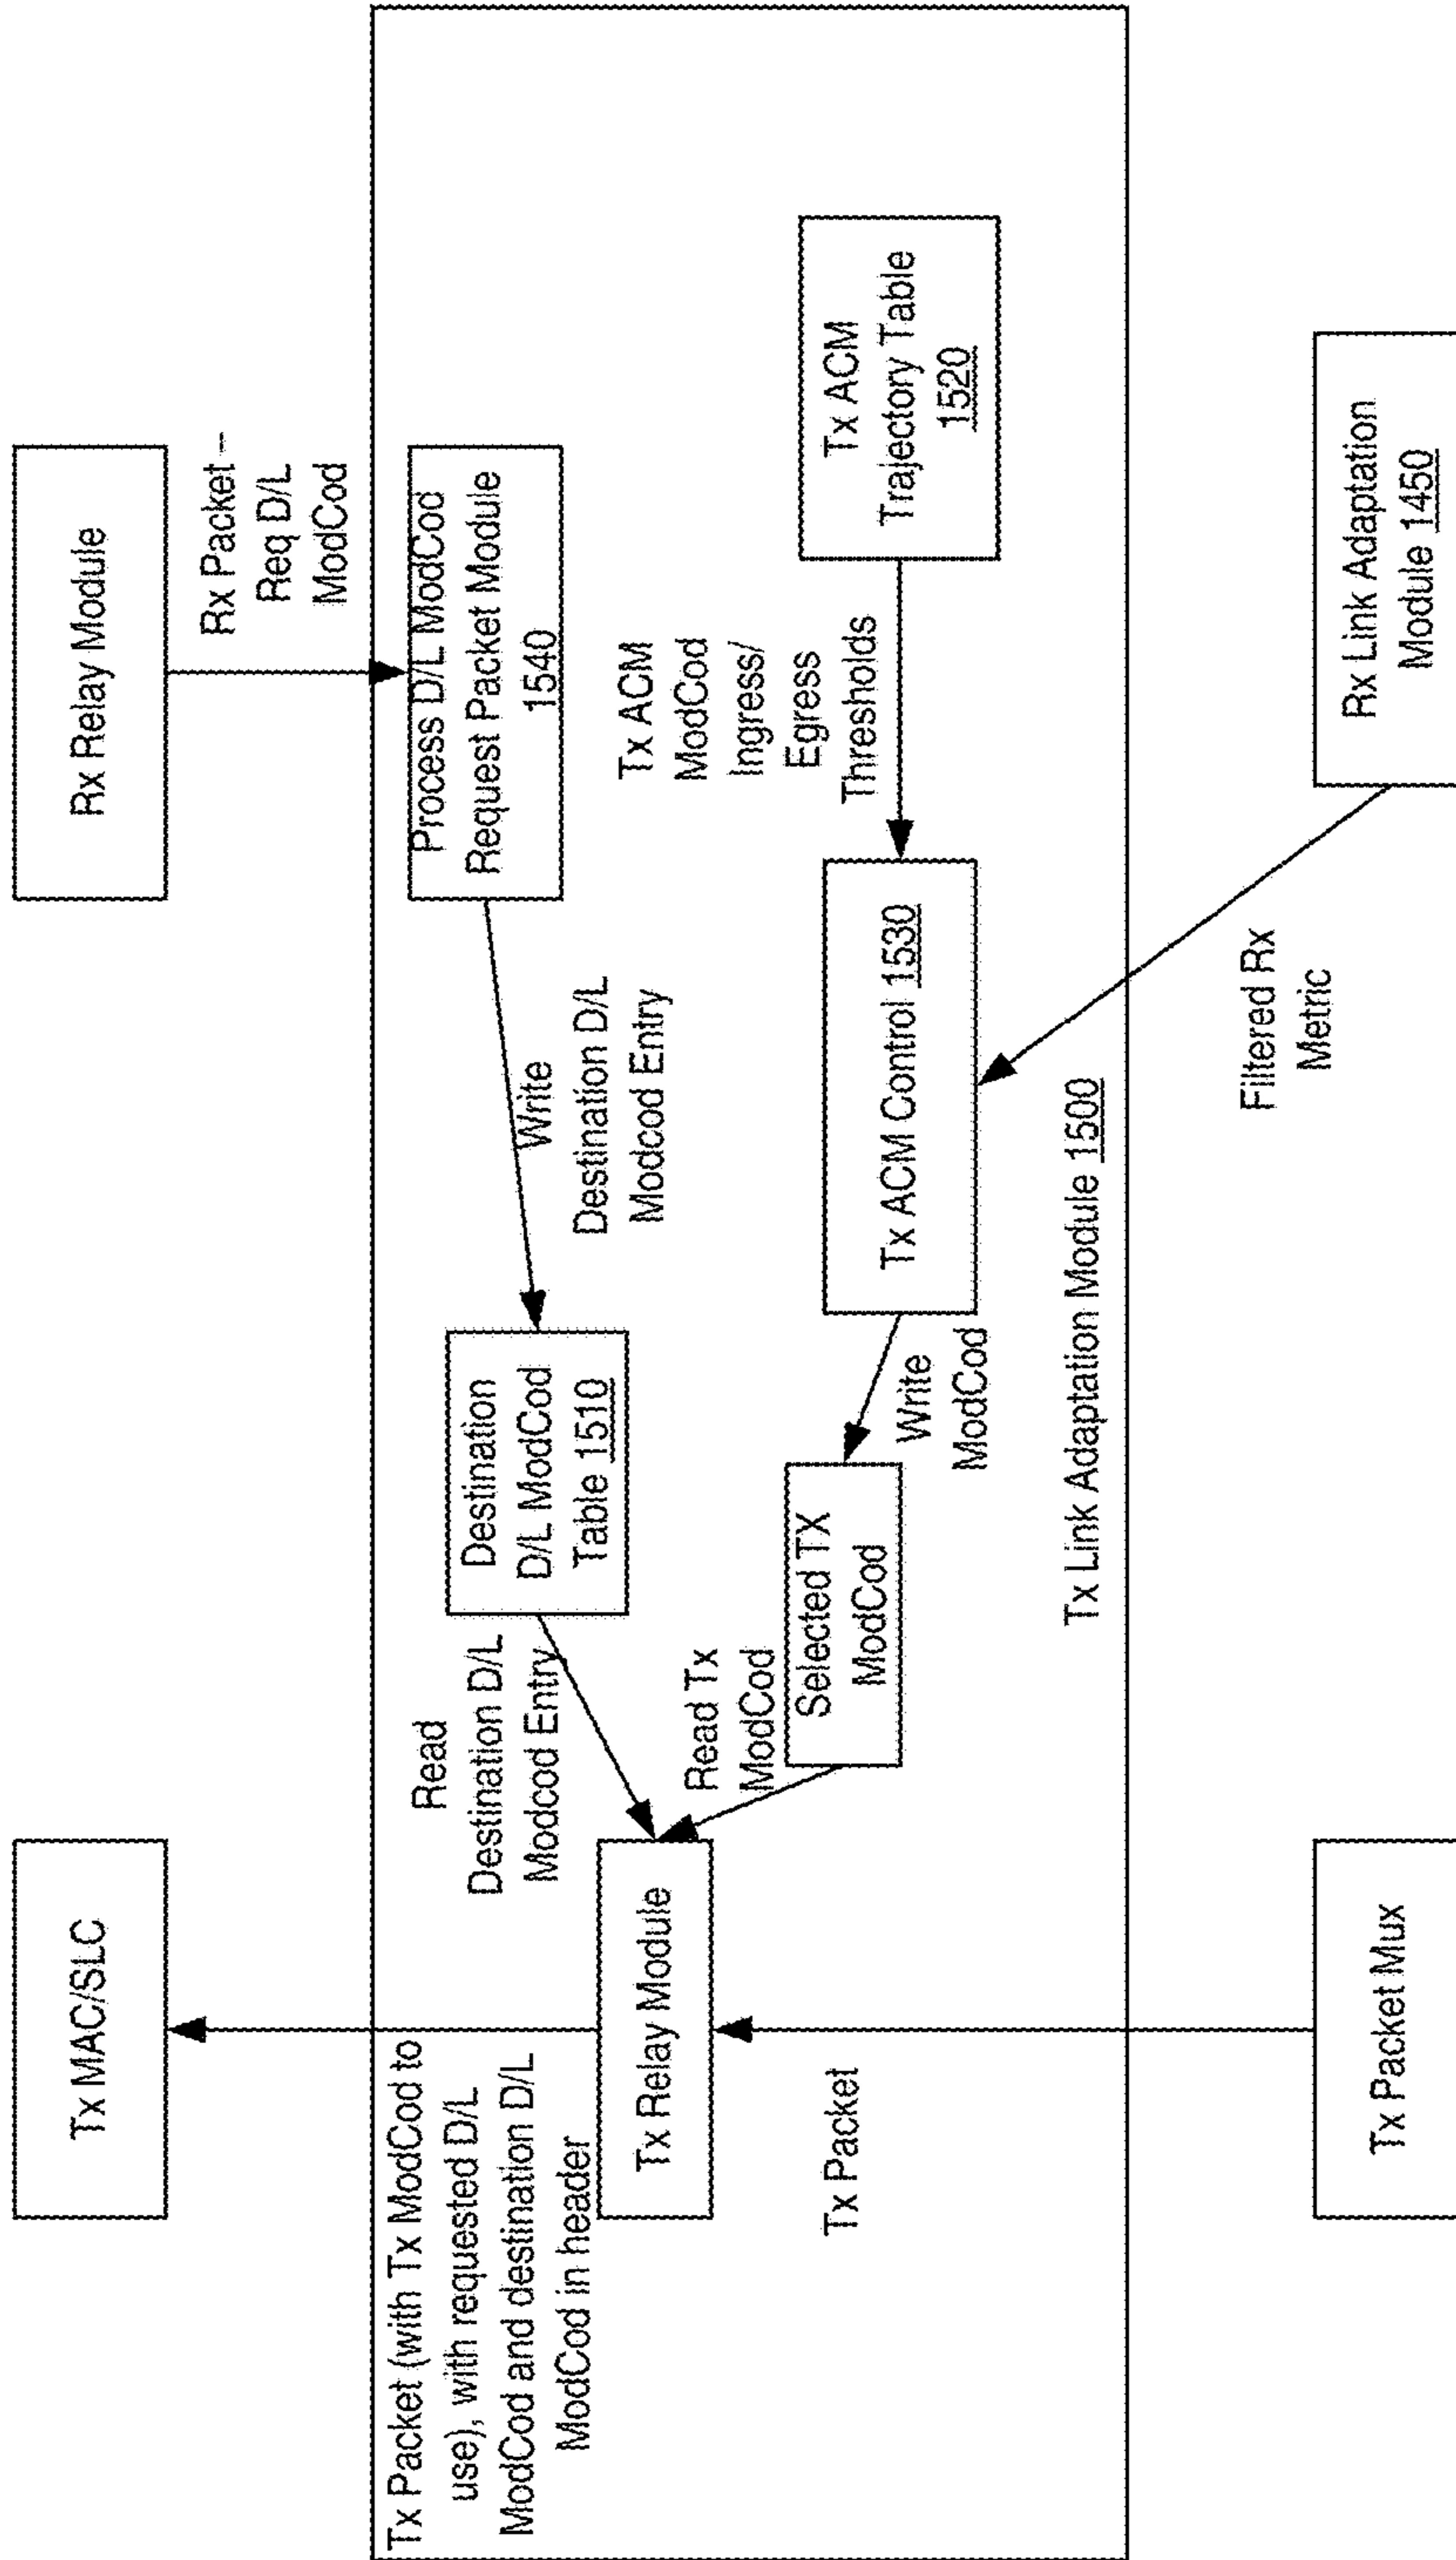 Tx MAC/SLC
Rx Relay Module
Tx Packet (with Tx ModCod to
use), with requested D/L
ModCod and destination D/L
ModCod in header
Rx Packet –
Req D/L
ModCod
Read
Destination D/L
Modcod Entry
Destination
D/L ModCod
Table 1510
Write
Destination D/L
Modcod Entry
Process D/L ModCod
Request Packet Module
1540
Tx Relay Module
Read Tx
ModCod
Selected TX
ModCod
Write
ModCod
Tx ACM Control 1530
Tx ACM
ModCod
Ingress/
Egress
Thresholds
Tx ACM
Trajectory Table
1520
Tx Packet
Tx Link Adaptation Module 1500
Filtered Rx
Metric
Tx Packet Mux
Rx Link Adaptation
Module 1450